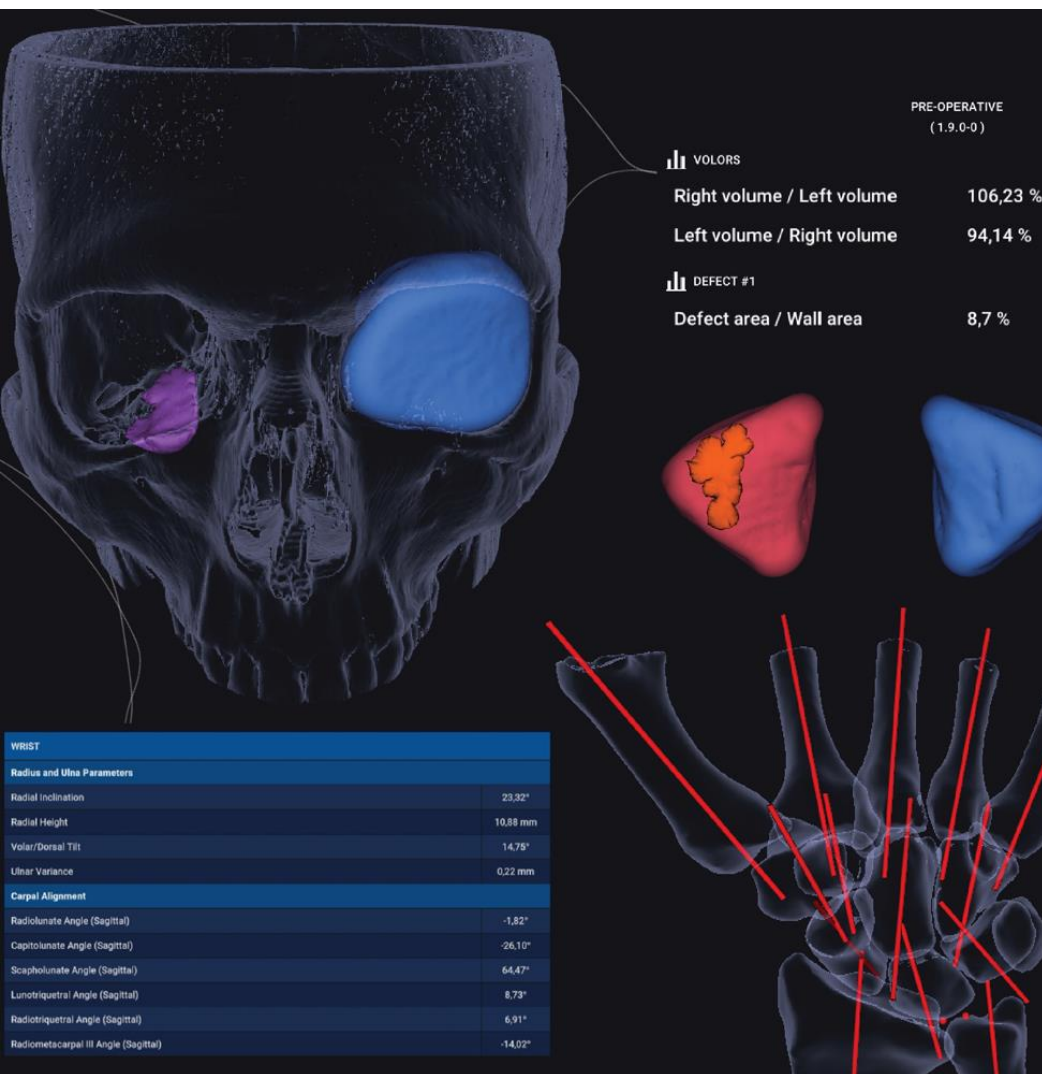 PRE-OPERATIVE
( 1.9.0-0 )
VOLORS
Right volume / Left volume 106,23 %
Left volume / Right volume 94,14 %
DEFECT #1
Defect area / Wall area 8,7 %
WRIST
Radius and Ulna Parameters
Radial Inclination 23,32°
Radial Height 10,88 mm
Volar/Dorsal Tilt 14,75°
Ulnar Variance 0,22 mm
Carpal Alignment
Radiolunate Angle (Sagittal) -1,82°
Capitolunate Angle (Sagittal) -26,10°
Scapholunate Angle (Sagittal) 64,47°
Lunotriquetral Angle (Sagittal) 8,73°
Radiotriquetral Angle (Sagittal) 6,91°
Radiometacarpal III Angle (Sagittal) -14,02°